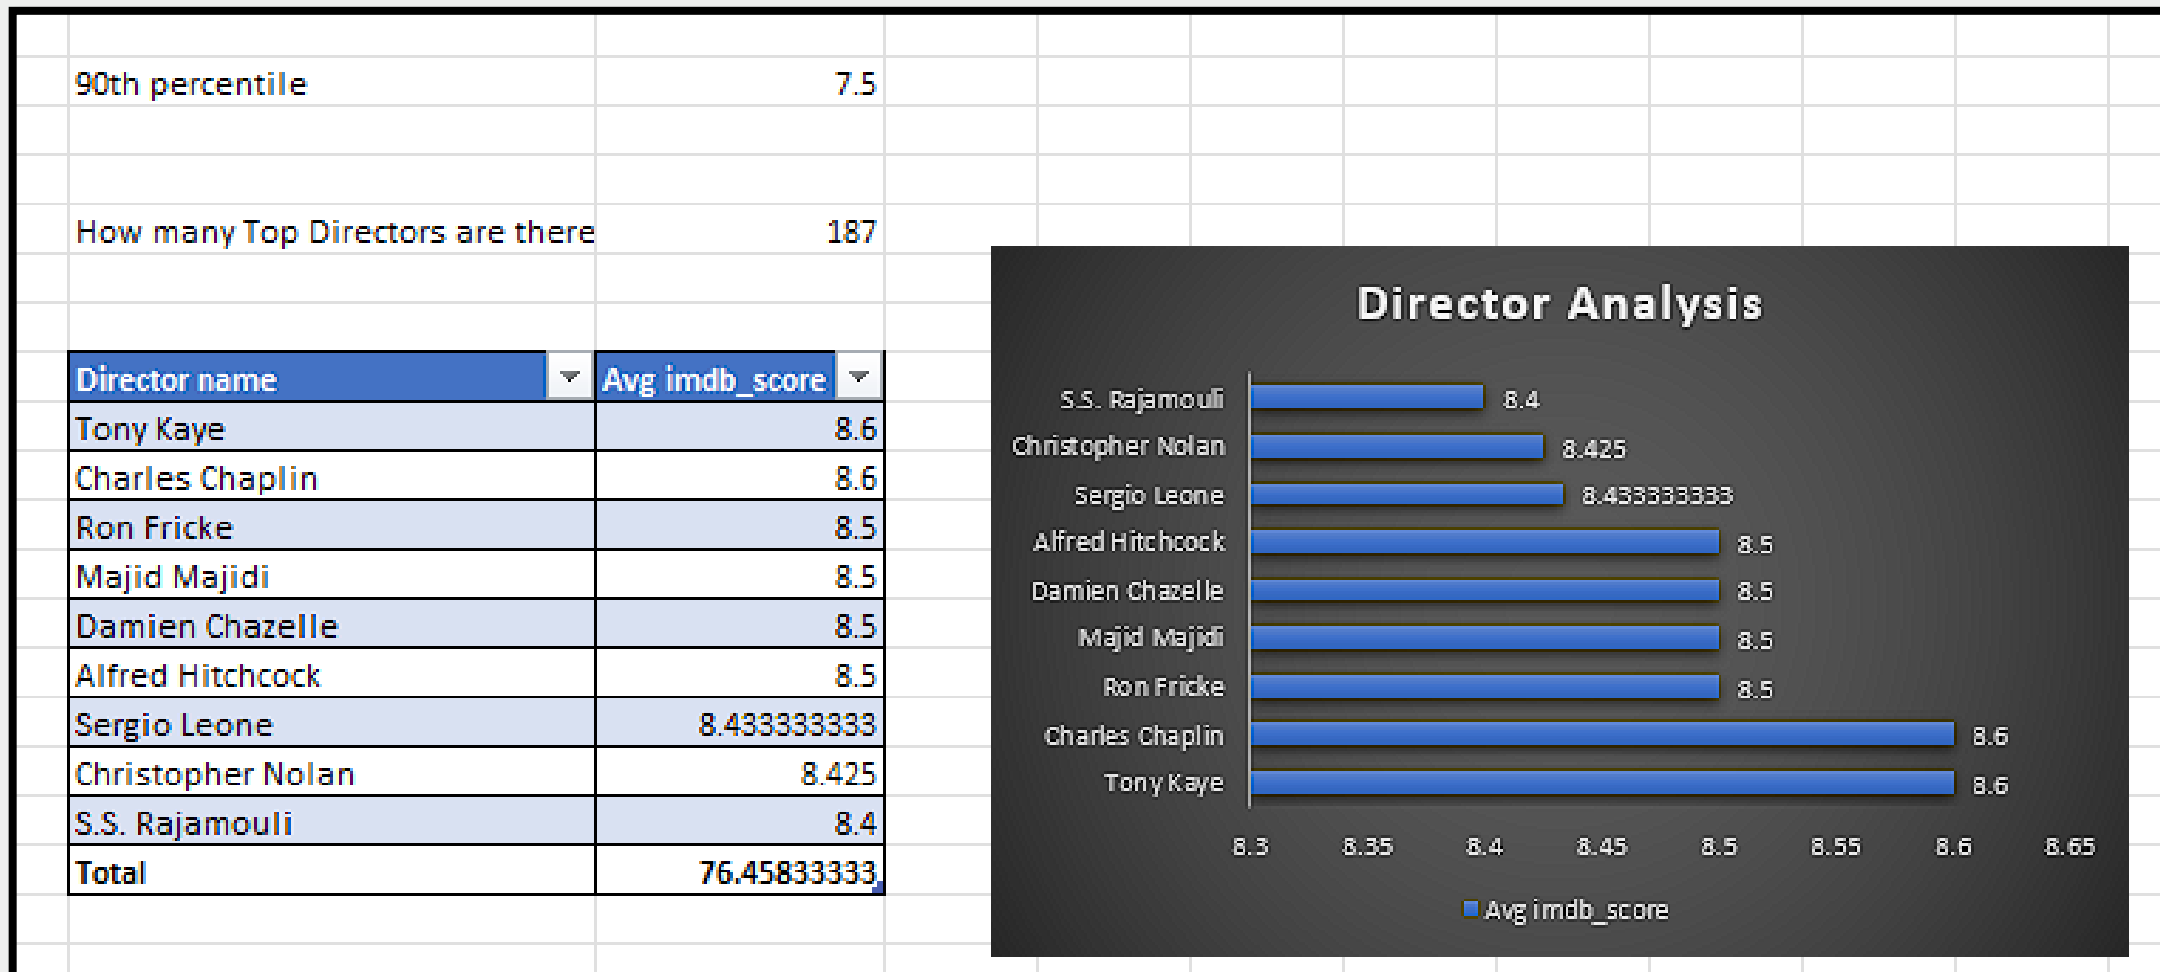 90th percentile 7.5
How many Top Directors are there 187
Director name Avg imdb_score
Tony Kaye 8.6
Charles Chaplin 8.6
Ron Fricke 8.5
Majid Majidi 8.5
Damien Chazelle 8.5
Alfred Hitchcock 8.5
Sergio Leone 8.433333333
Christopher Nolan 8.425
S.S. Rajamouli 8.4
Total 76.45833333
Director Analysis
S.S. Rajamouli 8.4
Christopher Nolan 8.425
Sergio Leone 8.433333333
Alfred Hitchcock 8.5
Damien Chazelle 8.5
Majid Majidi 8.5
Ron Fricke 8.5
Charles Chaplin 8.6
Tony Kaye 8.6
8.3 8.35 8.4 8.45 8.5 8.55 8.6 8.65
Avg imdb_score